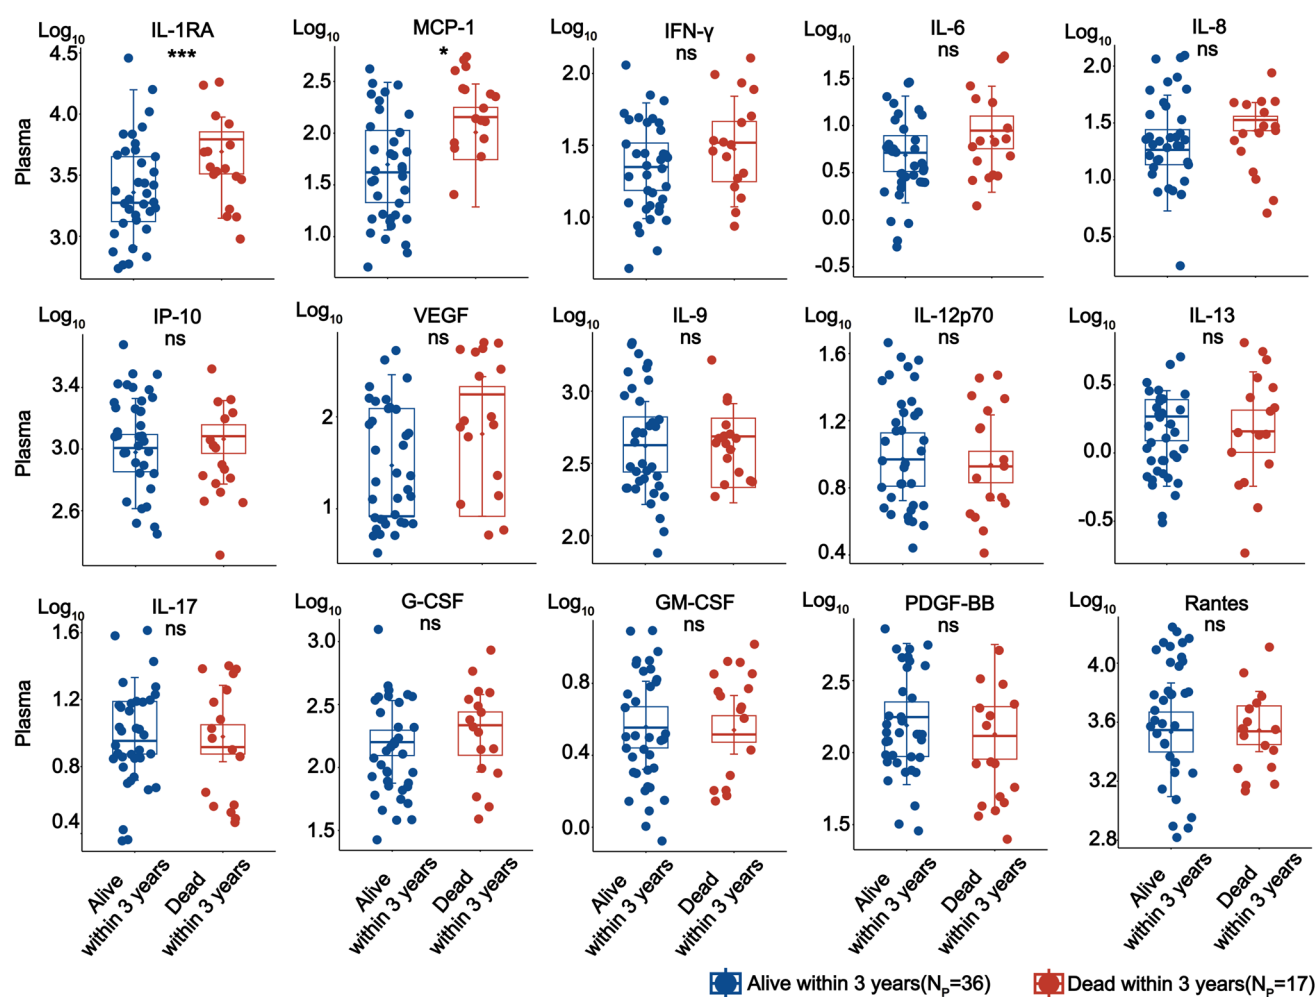 Log10 IL-1RA
***
Plasma
4.5
4.0
3.5
3.0
Log10 MCP-1
*
2.5
2.0
1.5
1.0
Log10 IFN-γ
ns
2.0
1.5
1.0
Log10 IL-6
ns
1.5
1.0
0.5
0.0
-0.5
Log10 IL-8
ns
2.0
1.5
1.0
0.5
Log10 IP-10
ns
Plasma
3.4
3.0
2.6
Log10 VEGF
ns
2
1
Log10 IL-9
ns
3.0
2.5
2.0
Log10 IL-12p70
ns
1.6
1.2
0.8
0.4
Log10 IL-13
ns
0.5
0.0
-0.5
Log10 IL-17
ns
Plasma
1.6
1.2
0.8
0.4
Alive
within 3 years
Dead
within 3 years
Log10 G-CSF
ns
3.0
2.5
2.0
1.5
Alive
within 3 years
Dead
within 3 years
Log10 GM-CSF
ns
0.8
0.4
0.0
Alive
within 3 years
Dead
within 3 years
Log10 PDGF-BB
ns
2.5
2.0
1.5
Alive
within 3 years
Dead
within 3 years
Log10 Rantes
ns
4.0
3.6
3.2
2.8
Alive
within 3 years
Dead
within 3 years
Alive within 3 years(NP=36) Dead within 3 years(NP=17)